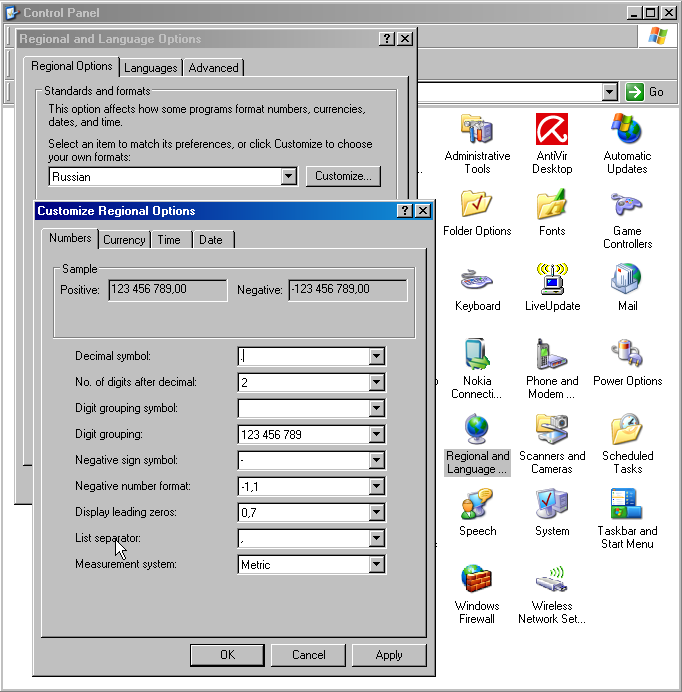 Control Panel
Regional and Language Options
Regional Options
Languages
Advanced
Standards and formats
This option affects how some programs format numbers, currencies,
dates, and time.
Select an item to match its preferences, or click Customize to choose
your own formats:
Russian
Customize...
Go
Customize Regional Options
Numbers
Currency
Time
Date
Sample
Positive: 123 456 789,00
Negative: -123 456 789,00
Decimal symbol: .
No. of digits after decimal: 2
Digit grouping symbol:
Digit grouping: 123 456 789
Negative sign symbol: -
Negative number format: -1,1
Display leading zeros: 0,7
List separator: ,
Measurement system: Metric
OK
Cancel
Apply
Administrative
Tools
AntiVir
Desktop
Automatic
Updates
Folder Options
Fonts
Game
Controllers
Keyboard
LiveUpdate
Mail
Nokia
Connecti...
Phone and
Modem ...
Power Options
Regional and
Language ...
Scanners and
Cameras
Scheduled
Tasks
Speech
System
Taskbar and
Start Menu
Windows
Firewall
Wireless
Network Set...